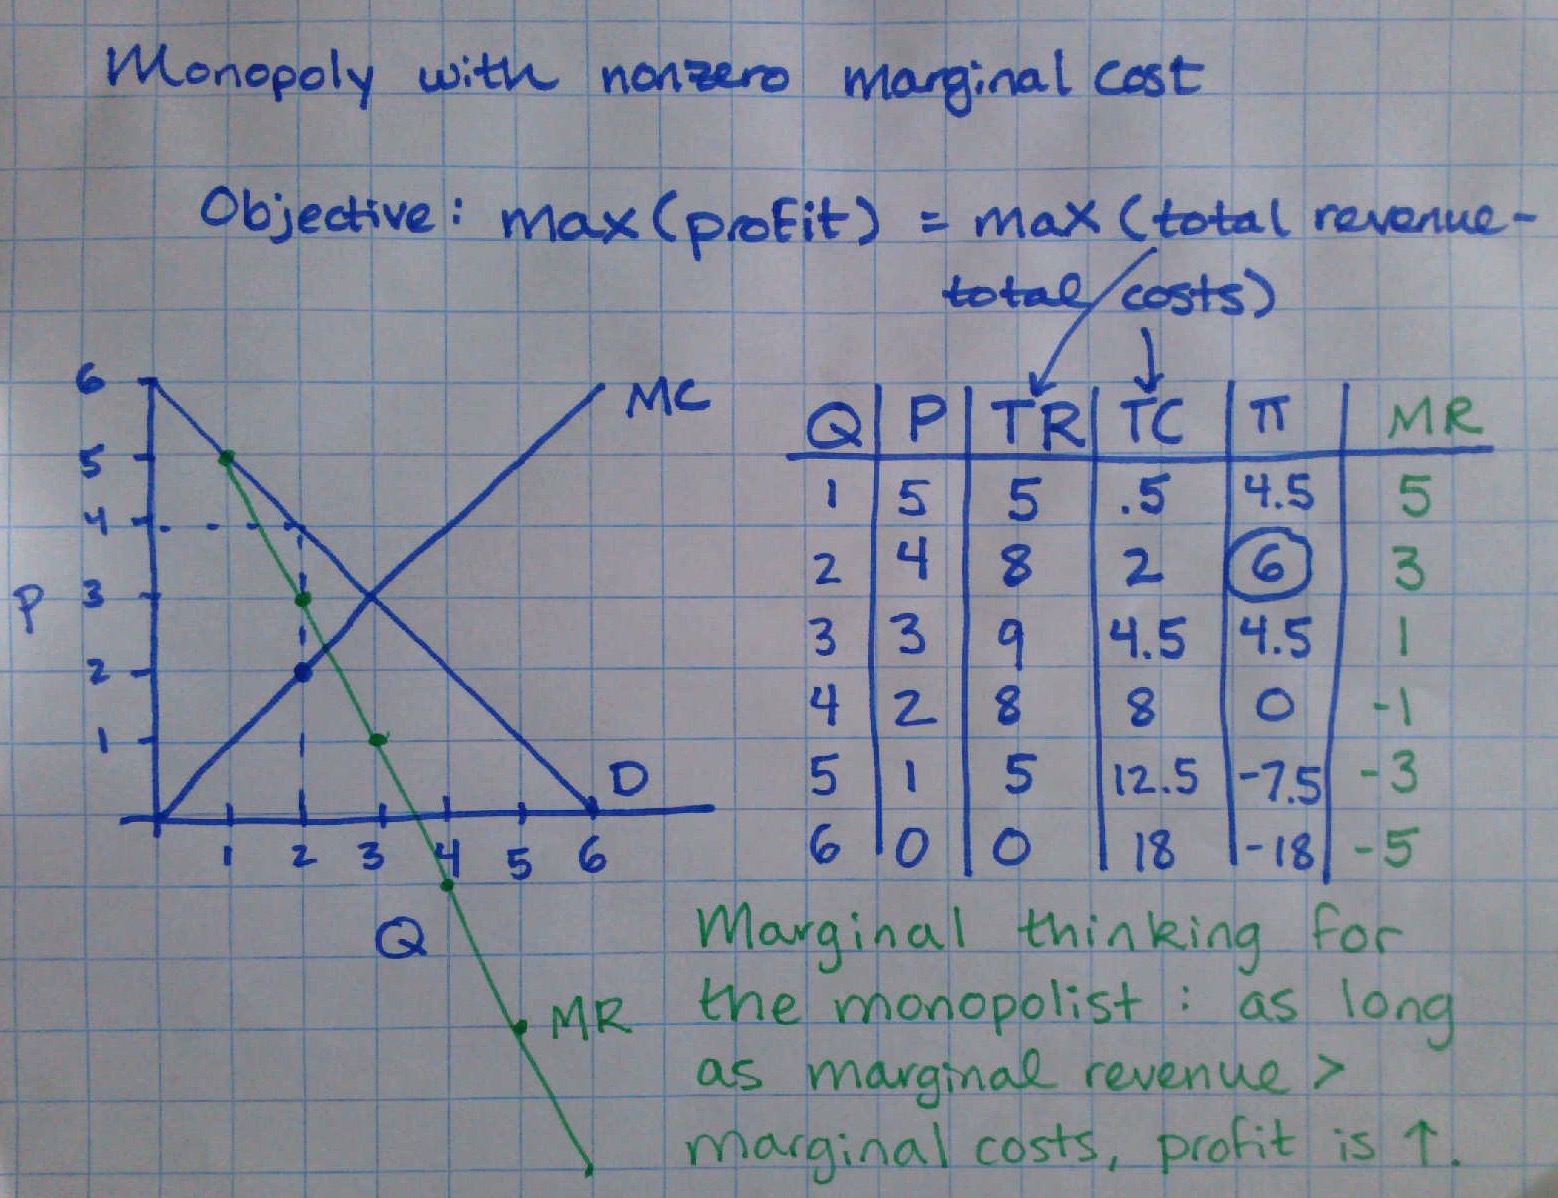 Monopoly with nonzero marginal cost
Objective: max(profit) = max(total revenue-
total costs)
6
5
4
3
2
1
P
MC
D
1 2 3 4 5 6
Q
MR
Q P TR TC π MR
1 5 5 .5 4.5 5
2 4 8 2 6 3
3 3 9 4.5 4.5 1
4 2 8 8 0 -1
5 1 5 12.5 -7.5 -3
6 0 0 18 -18 -5
Marginal thinking for
the monopolist: as long
as marginal revenue >
marginal costs, profit is ↑.